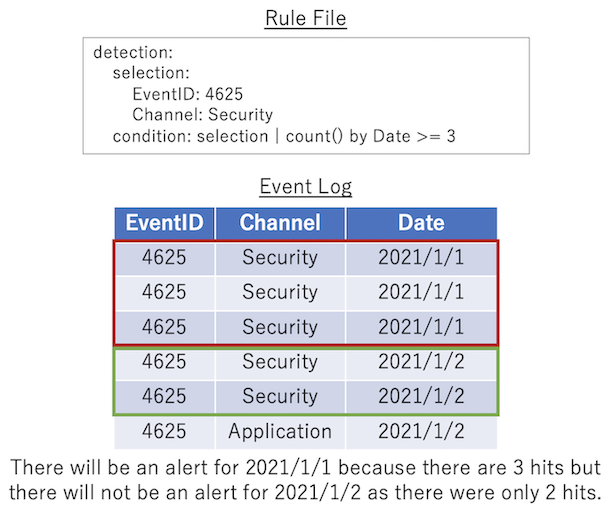 Rule File
detection:
selection:
EventID: 4625
Channel: Security
condition: selection | count() by Date >= 3
Event Log
EventID Channel Date
4625 Security 2021/1/1
4625 Security 2021/1/1
4625 Security 2021/1/1
4625 Security 2021/1/2
4625 Security 2021/1/2
4625 Application 2021/1/2
There will be an alert for 2021/1/1 because there are 3 hits but
there will not be an alert for 2021/1/2 as there were only 2 hits.